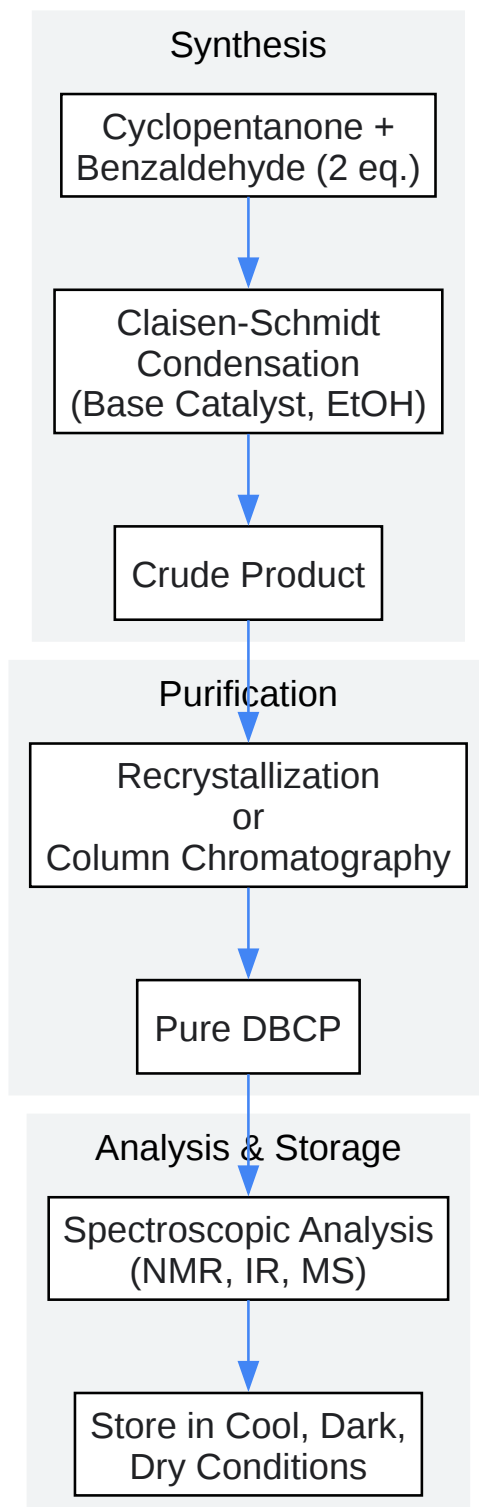 Synthesis
Cyclopentanone +
Benzaldehyde (2 eq.)
Claisen-Schmidt
Condensation
(Base Catalyst, EtOH)
Crude Product
Purification
Recrystallization
or
Column Chromatography
Pure DBCP
Analysis & Storage
Spectroscopic Analysis
(NMR, IR, MS)
Store in Cool, Dark,
Dry Conditions